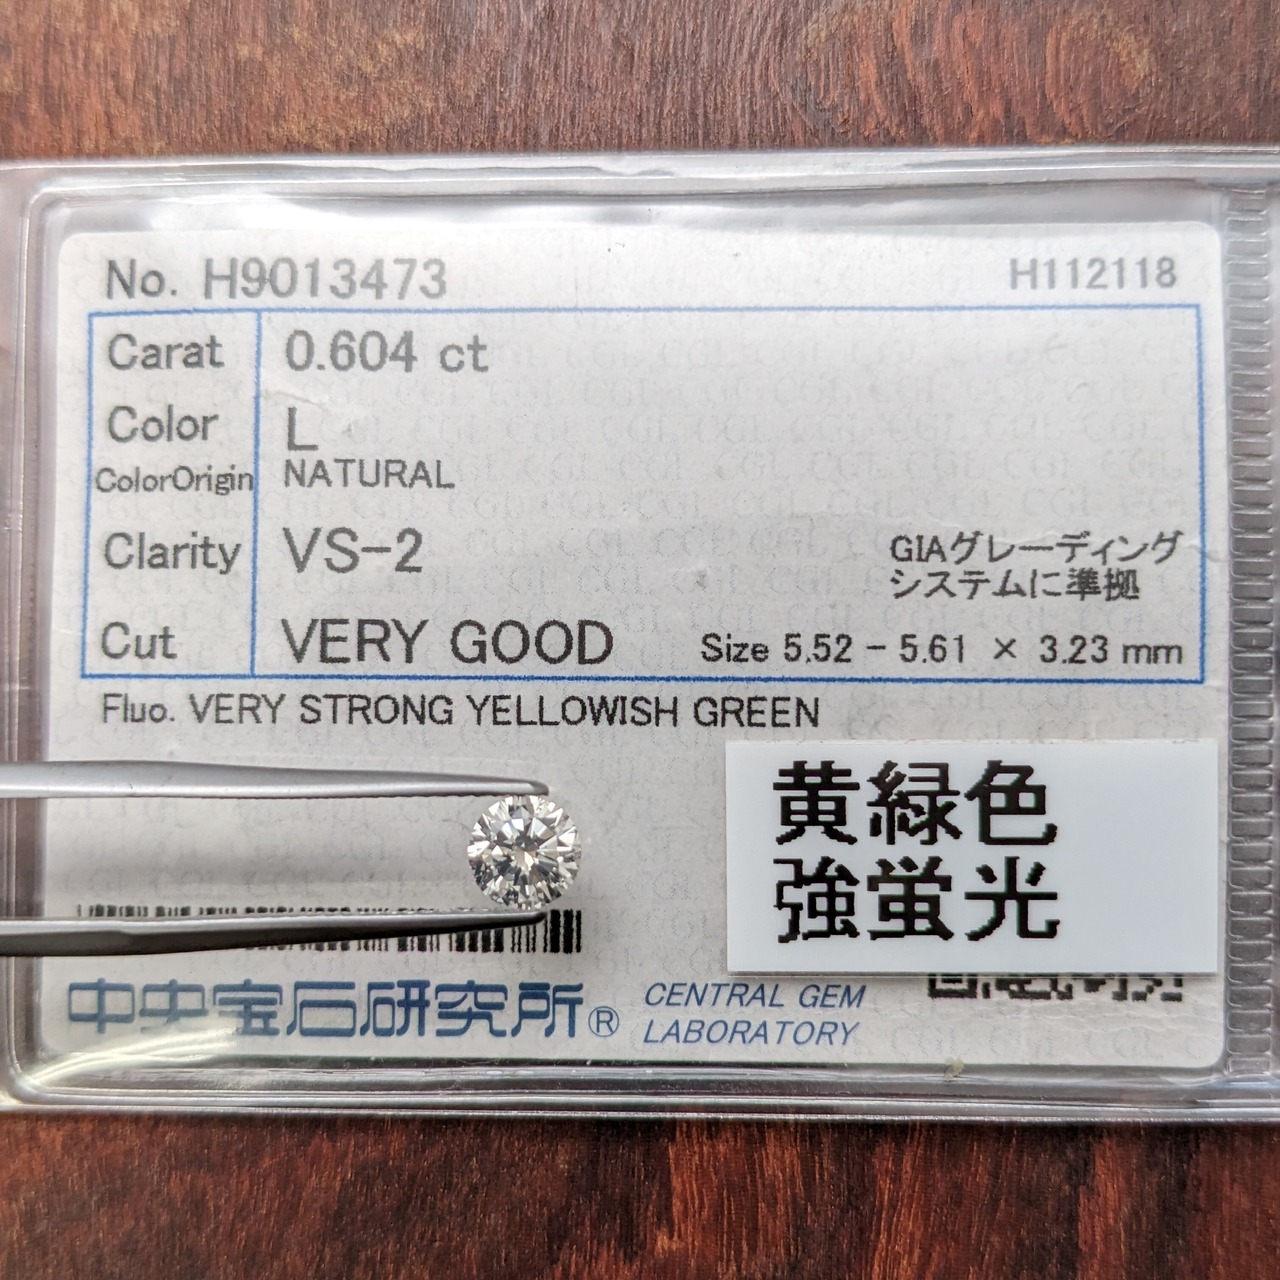 No. H9013473 H112118
Carat 0.604 ct
Color L
ColorOrigin NATURAL
Clarity VS-2
GIAグレーディング
システムに準拠
Cut VERY GOOD Size 5.52 - 5.61 × 3.23 mm
Fluo. VERY STRONG YELLOWISH GREEN
黄緑色
強蛍光
中央宝石研究所®
CENTRAL GEM
LABORATORY